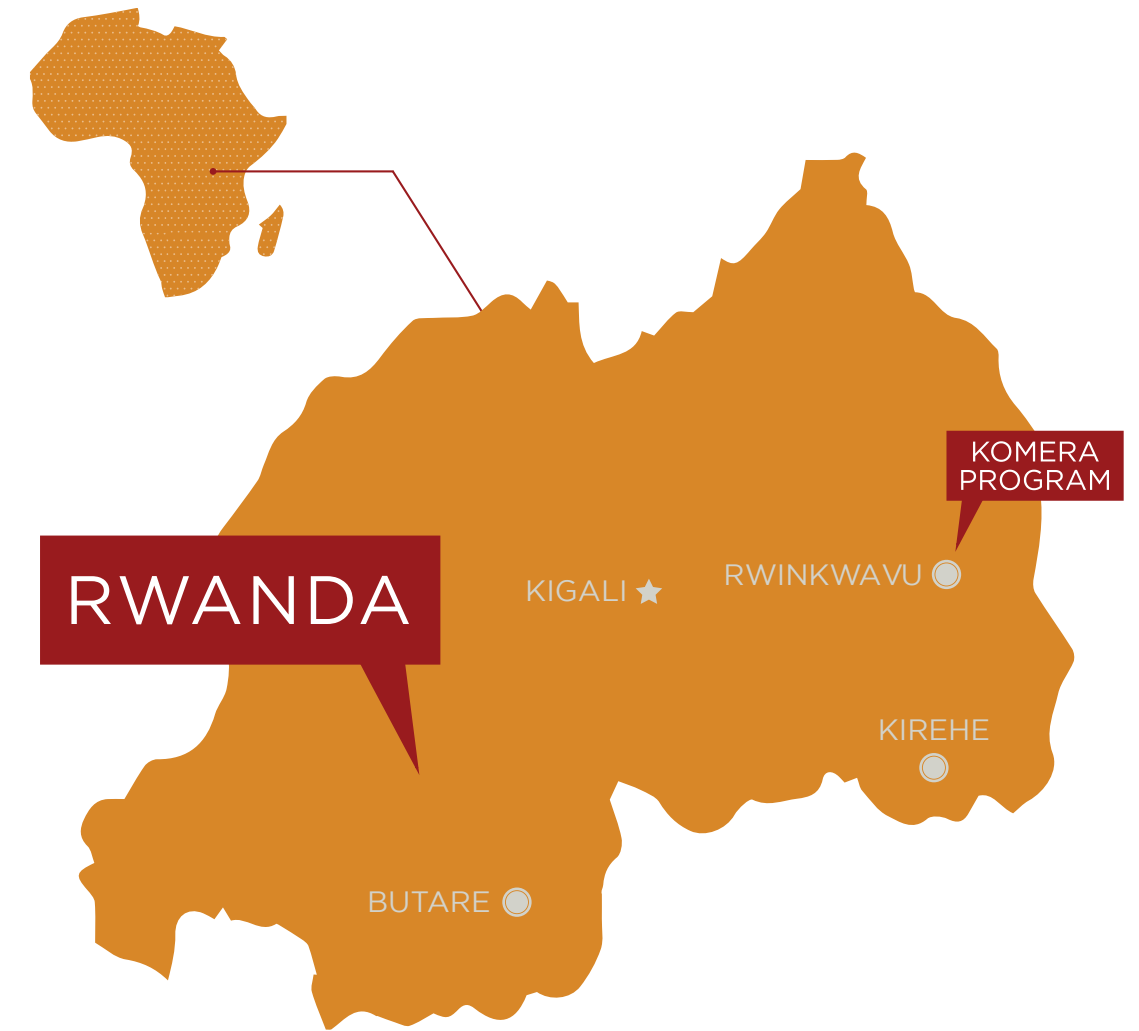 KOMERA
PROGRAM
RWANDA
KIGALI
RWINKWAVU
KIREHE
BUTARE